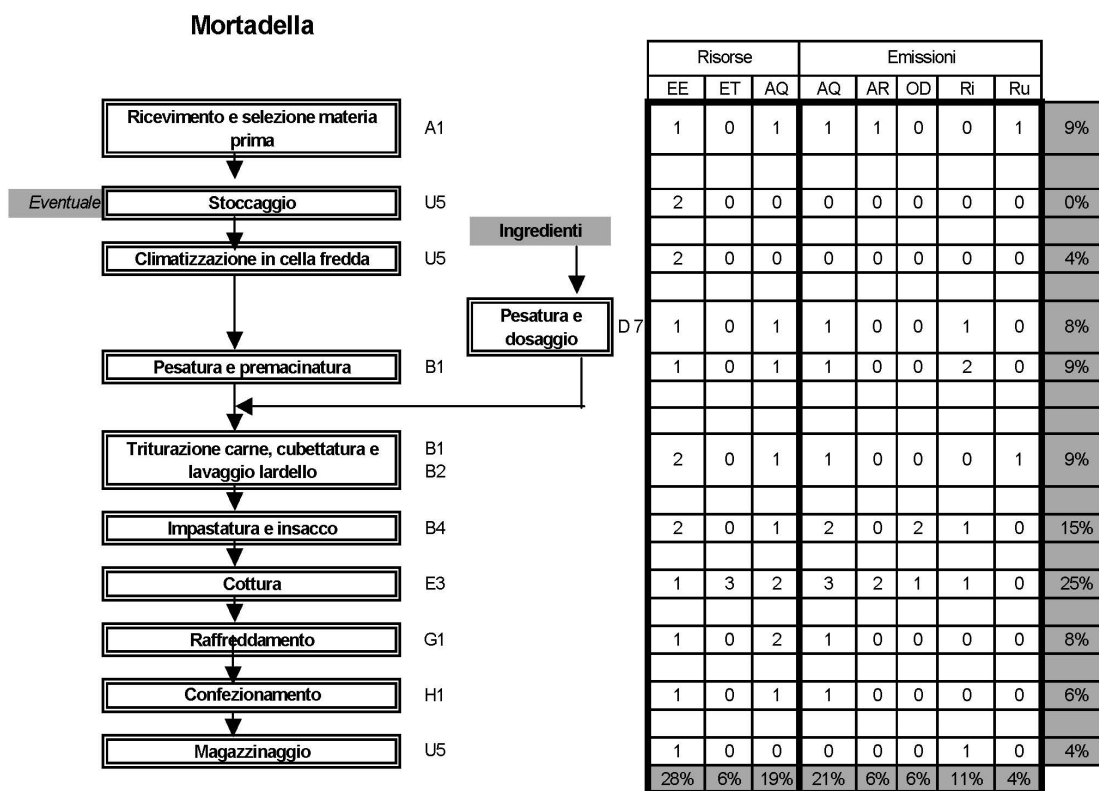 Mortadella
Risorse Emissioni
EE ET AQ AQ AR OD Ri Ru
Ricevimento e selezione materia
prima
A1
1 0 1 1 1 0 0 1 9%
Eventuale Stoccaggio U5 2 0 0 0 0 0 0 0 0%
Ingredienti
Climatizzazione in cella fredda U5 2 0 0 0 0 0 0 0 4%
Pesatura e
dosaggio
D 7
1 0 1 1 0 0 1 0 8%
Pesatura e premacinatura B1 1 0 1 1 0 0 2 0 9%
Triturazione carne, cubettatura e
lavaggio lardello
B1
B2
2 0 1 1 0 0 0 1 9%
Impastatura e insacco B4 2 0 1 2 0 2 1 0 15%
Cottura E3 1 3 2 3 2 1 1 0 25%
Raffreddamento G1 1 0 2 1 0 0 0 0 8%
Confezionamento H1 1 0 1 1 0 0 0 0 6%
Magazzinaggio U5 1 0 0 0 0 0 1 0 4%
28% 6% 19% 21% 6% 6% 11% 4%